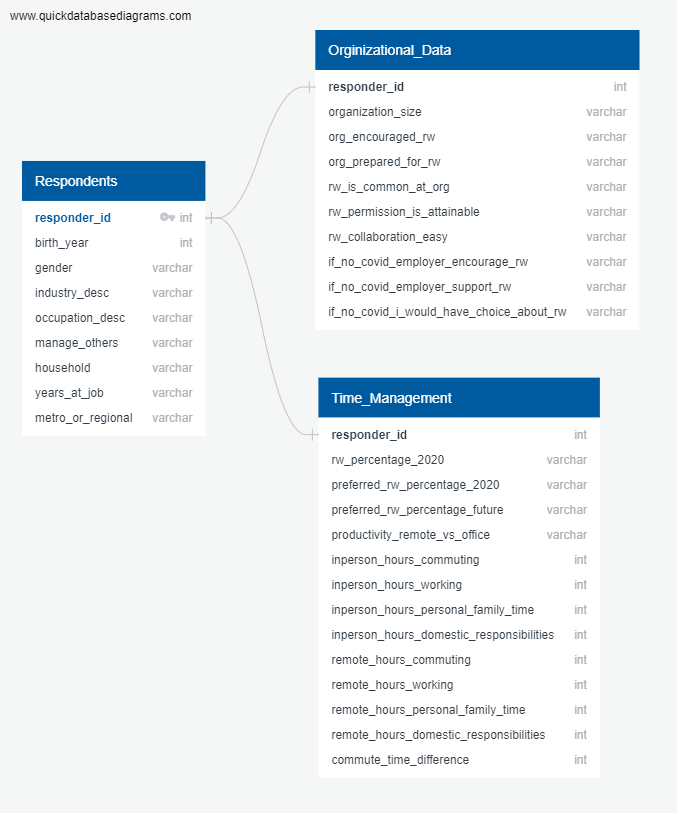 www.quickdatabasediagrams.com
Orginizational_Data
responder_id int
organization_size varchar
org_encouraged_rw varchar
org_prepared_for_rw varchar
rw_is_common_at_org varchar
rw_permission_is_attainable varchar
rw_collaboration_easy varchar
if_no_covid_employer_encourage_rw varchar
if_no_covid_employer_support_rw varchar
if_no_covid_i_would_have_choice_about_rw varchar
Respondents
responder_id int
birth_year int
gender varchar
industry_desc varchar
occupation_desc varchar
manage_others varchar
household varchar
years_at_job varchar
metro_or_regional varchar
Time_Management
responder_id int
rw_percentage_2020 varchar
preferred_rw_percentage_2020 varchar
preferred_rw_percentage_future varchar
productivity_remote_vs_office varchar
inperson_hours_commuting int
inperson_hours_working int
inperson_hours_personal_family_time int
inperson_hours_domestic_responsibilities int
remote_hours_commuting int
remote_hours_working int
remote_hours_personal_family_time int
remote_hours_domestic_responsibilities int
commute_time_difference int